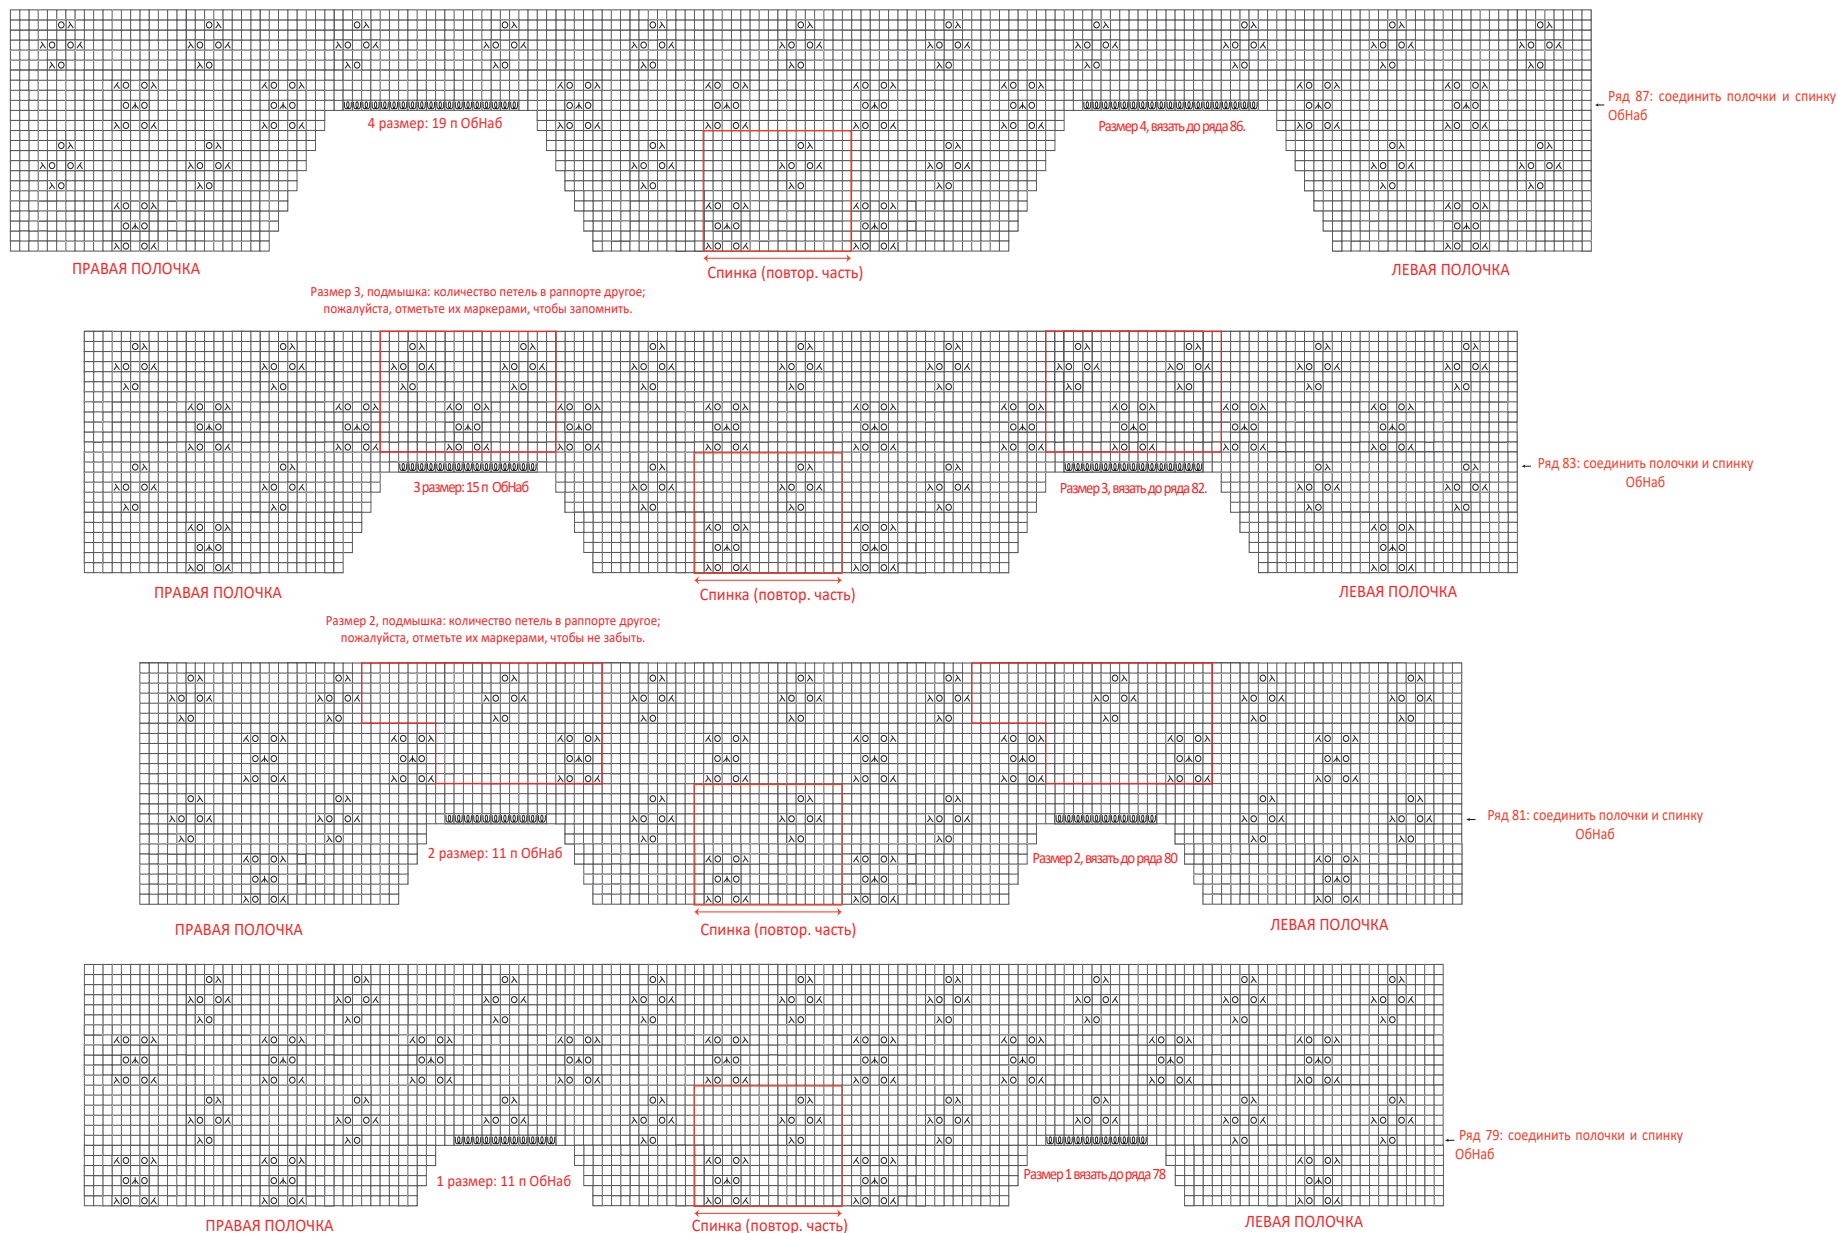 4 размер: 19 п ОбНаб
Размер 4, вязать до ряда 86.
← Ряд 87: соединить полочки и спинку
ОбНаб
ПРАВАЯ ПОЛОЧКА
Спинка (повтор. часть)
ЛЕВАЯ ПОЛОЧКА
Размер 3, подмышка: количество петель в раппорте другое;
пожалуйста, отметьте их маркерами, чтобы запомнить.
3 размер: 15 п ОбНаб
Размер 3, вязать до ряда 82.
← Ряд 83: соединить полочки и спинку
ОбНаб
ПРАВАЯ ПОЛОЧКА
Спинка (повтор. часть)
ЛЕВАЯ ПОЛОЧКА
Размер 2, подмышка: количество петель в раппорте другое;
пожалуйста, отметьте их маркерами, чтобы не забыть.
2 размер: 11 п ОбНаб
Размер 2, вязать до ряда 80
← Ряд 81: соединить полочки и спинку
ОбНаб
ПРАВАЯ ПОЛОЧКА
Спинка (повтор. часть)
ЛЕВАЯ ПОЛОЧКА
1 размер: 11 п ОбНаб
Размер 1 вязать до ряда 78
← Ряд 79: соединить полочки и спинку
ОбНаб
ПРАВАЯ ПОЛОЧКА
Спинка (повтор. часть)
ЛЕВАЯ ПОЛОЧКА